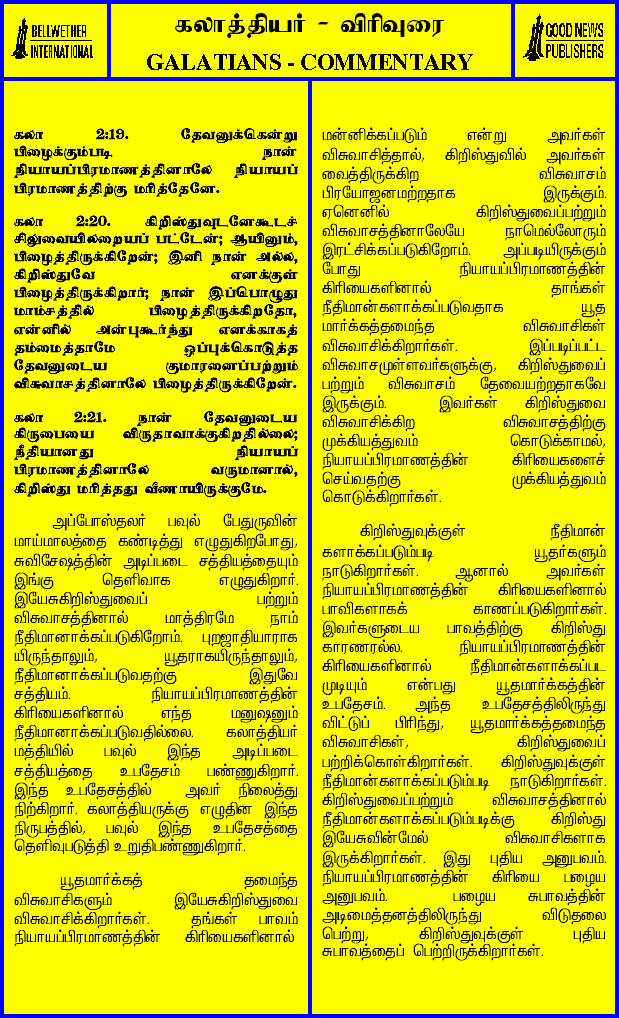 BELLWETHER
INTERNATIONAL
கலாத்தியர் - விரிவுரை
GALATIANS - COMMENTARY
GOOD NEWS
PUBLISHERS
கலா 2:19. தேவனுக்கென்று
பிழைக்கும்படி நான்
நியாயப்பிரமாணத்தினாலே நியாயப்
பிரமாணத்திற்கு மரித்தேனே.
கலா 2:20. கிறிஸ்துவுடனேகூடச்
சிலுவையிலறையப் பட்டேன்; ஆயினும்,
பிழைத்திருக்கிறேன்; இனி நான் அல்ல,
கிறிஸ்துவே எனக்குள்
பிழைத்திருக்கிறார்; நான் இப்பொழுது
மாம்சத்தில் பிழைத்திருக்கிறதோ,
என்னில் அன்புகூர்ந்து எனக்காகத்
தம்மைத்தாமே ஒப்புக்கொடுத்த
தேவனுடைய குமாரனைப்பற்றும்
விசுவாசத்தினாலே பிழைத்திருக்கிறேன்.
கலா 2:21. நான் தேவனுடைய
கிருபையை விருதாவாக்குகிறதில்லை;
நீதியானது நியாயப்
பிரமாணத்தினாலே வருமானால்,
கிறிஸ்து மரித்தது வீணாயிருக்குமே.
அப்போஸ்தலர் பவுல் பேதுருவின்
மாய்மாலத்தை கண்டித்து எழுதுகிறபோது,
சுவிசேஷத்தின் அடிப்படை சத்தியத்தையும்
இங்கு தெளிவாக எழுதுகிறார்.
இயேசுகிறிஸ்துவைப் பற்றும்
விசுவாசத்தினால் மாத்திரமே நாம்
நீதிமானாக்கப்படுகிறோம். புறஜாதியாராக
யிருந்தாலும், யூதராகயிருந்தாலும்,
நீதிமானாக்கப்படுவதற்கு இதுவே
சத்தியம். நியாயப்பிரமாணத்தின்
கிரியைகளினால் எந்த மனுஷனும்
நீதிமானாக்கப்படுவதில்லை. கலாத்தியர்
மத்தியில் பவுல் இந்த அடிப்படை
சத்தியத்தை உபதேசம் பண்ணுகிறார்.
இந்த உபதேசத்தில் அவர் நிலைத்து
நிற்கிறார். கலாத்தியருக்கு எழுதின இந்த
நிருபத்தில், பவுல் இந்த உபதேசத்தை
தெளிவுபடுத்தி உறுதிபண்ணுகிறார்.
யூதமார்க்கத் தமைந்த
விசுவாசிகளும் இயேசுகிறிஸ்துவை
விசுவாசிக்கிறார்கள். தங்கள் பாவம்
நியாயப்பிரமாணத்தின் கிரியைகளினால்
மன்னிக்கப்படும் என்று அவர்கள்
விசுவாசித்தால், கிறிஸ்துவில் அவர்கள்
வைத்திருக்கிற விசுவாசம்
பிரயோஜனமற்றதாக இருக்கும்.
ஏனெனில் கிறிஸ்துவைப்பற்றும்
விசுவாசத்தினாலேயே நாமெல்லோரும்
இரட்சிக்கப்படுகிறோம். அப்படியிருக்கும்
போது நியாயப்பிரமாணத்தின்
கிரியைகளினால் தாங்கள்
நீதிமான்களாக்கப்படுவதாக யூத
மார்க்கத்தமைந்த விசுவாசிகள்
விசுவாசிக்கிறார்கள். இப்படிப்பட்ட
விசுவாசமுள்ளவர்களுக்கு, கிறிஸ்துவைப்
பற்றும் விசுவாசம் தேவையற்றதாகவே
இருக்கும். இவர்கள் கிறிஸ்துவை
விசுவாசிக்கிற விசுவாசத்திற்கு
முக்கியத்துவம் கொடுக்காமல்,
நியாயப்பிரமாணத்தின் கிரியைகளைச்
செய்வதற்கு முக்கியத்துவம்
கொடுக்கிறார்கள்.
கிறிஸ்துவுக்குள் நீதிமான்
களாக்கப்படும்படி யூதர்களும்
நாடுகிறார்கள். ஆனால் அவர்கள்
நியாயப்பிரமாணத்தின் கிரியைகளினால்
பாவிகளாகக் காணப்படுகிறார்கள்.
இவர்களுடைய பாவத்திற்கு கிறிஸ்து
காரணரல்ல. நியாயப்பிரமாணத்தின்
கிரியைகளினால் நீதிமான்களாக்கப்பட
முடியும் என்பது யூதமார்க்கத்தின்
உபதேசம். அந்த உபதேசத்திலிருந்து
விட்டுப் பிரிந்து, யூதமார்க்கத்தமைந்த
விசுவாசிகள், கிறிஸ்துவைப்
பற்றிக்கொள்கிறார்கள். கிறிஸ்துவுக்குள்
நீதிமான்களாக்கப்படும்படி நாடுகிறார்கள்.
கிறிஸ்துவைப்பற்றும் விசுவாசத்தினால்
நீதிமான்களாக்கப்படும்படிக்கு கிறிஸ்து
இயேசுவின்மேல் விசுவாசிகளாக
இருக்கிறார்கள். இது புதிய அனுபவம்.
நியாயப்பிரமாணத்தின் கிரியை பழைய
அனுபவம். பழைய சுபாவத்தின்
அடிமைத்தனத்திலிருந்து விடுதலை
பெற்று, கிறிஸ்துவுக்குள் புதிய
சுபாவத்தைப் பெற்றிருக்கிறார்கள்.